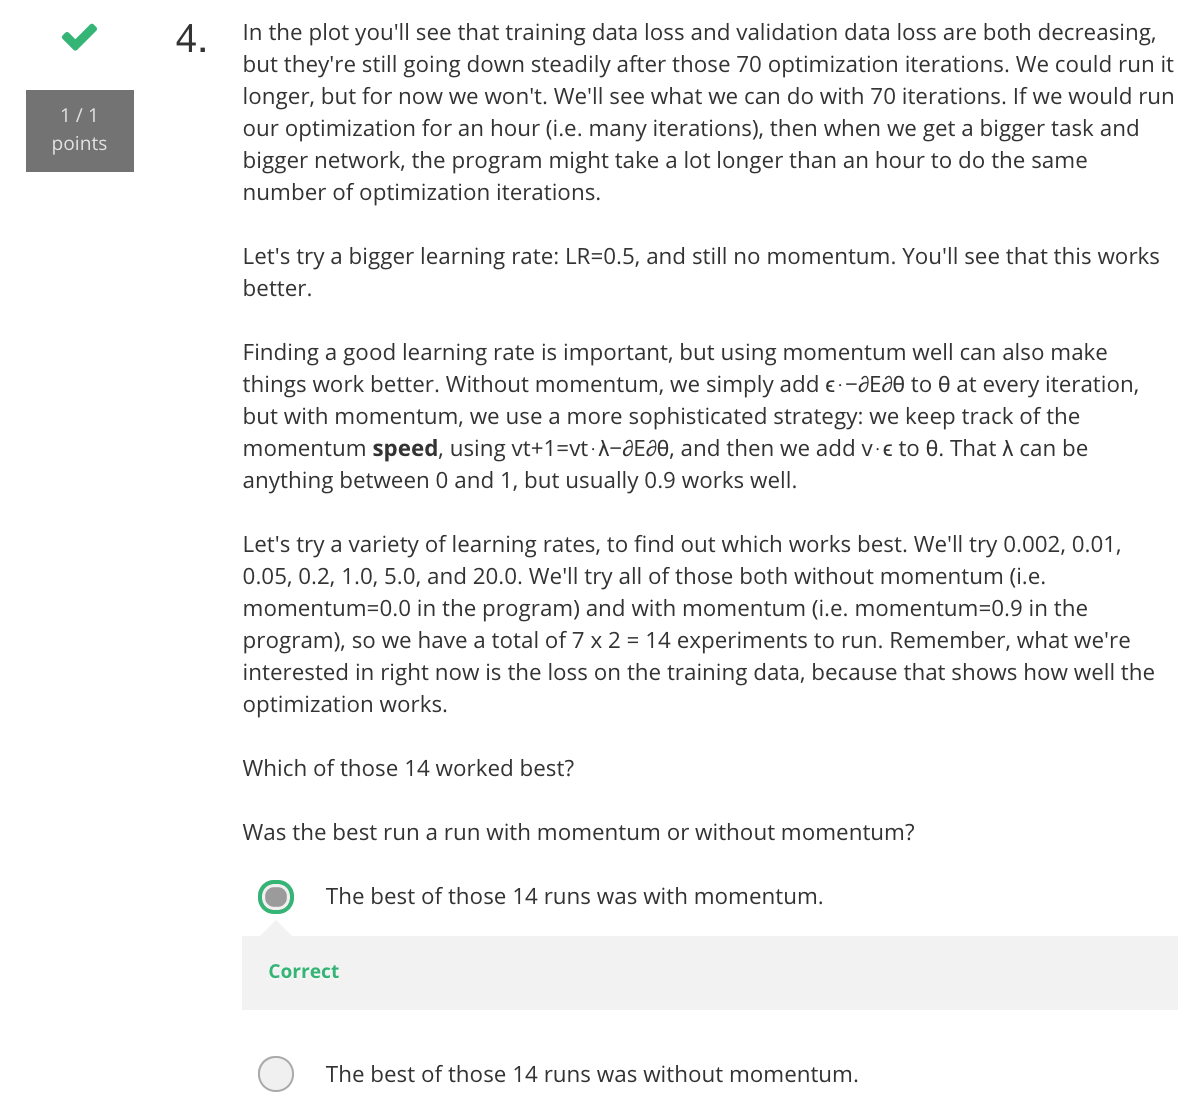 4.
1 / 1
points
In the plot you'll see that training data loss and validation data loss are both decreasing,
but they're still going down steadily after those 70 optimization iterations. We could run it
longer, but for now we won't. We'll see what we can do with 70 iterations. If we would run
our optimization for an hour (i.e. many iterations), then when we get a bigger task and
bigger network, the program might take a lot longer than an hour to do the same
number of optimization iterations.
Let's try a bigger learning rate: LR=0.5, and still no momentum. You'll see that this works
better.
Finding a good learning rate is important, but using momentum well can also make
things work better. Without momentum, we simply add ϵ·−∂E∂θ to θ at every iteration,
but with momentum, we use a more sophisticated strategy: we keep track of the
momentum speed, using vt+1=vt·λ−∂E∂θ, and then we add v·ϵ to θ. That λ can be
anything between 0 and 1, but usually 0.9 works well.
Let's try a variety of learning rates, to find out which works best. We'll try 0.002, 0.01,
0.05, 0.2, 1.0, 5.0, and 20.0. We'll try all of those both without momentum (i.e.
momentum=0.0 in the program) and with momentum (i.e. momentum=0.9 in the
program), so we have a total of 7 x 2 = 14 experiments to run. Remember, what we're
interested in right now is the loss on the training data, because that shows how well the
optimization works.
Which of those 14 worked best?
Was the best run a run with momentum or without momentum?
The best of those 14 runs was with momentum.
Correct
The best of those 14 runs was without momentum.